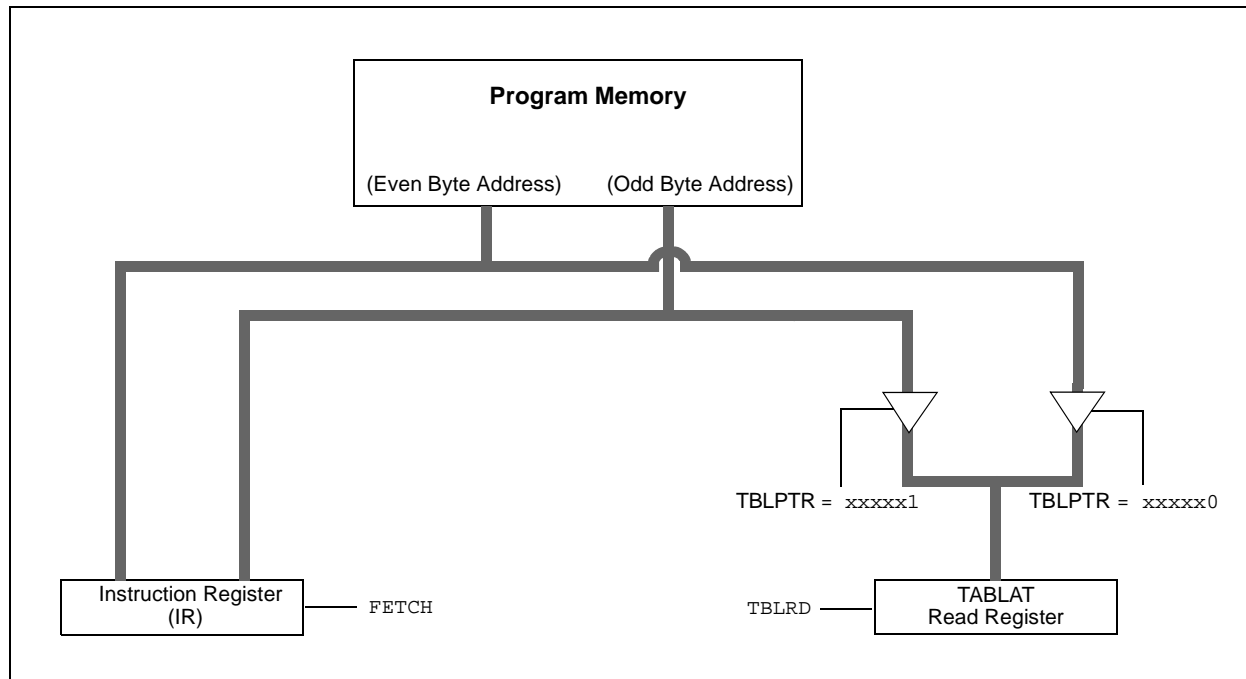 Program Memory
(Even Byte Address) (Odd Byte Address)
TBLPTR = xxxxx1 TBLPTR = xxxxx0
Instruction Register
(IR)
FETCH
TBLRD
TABLAT
Read Register